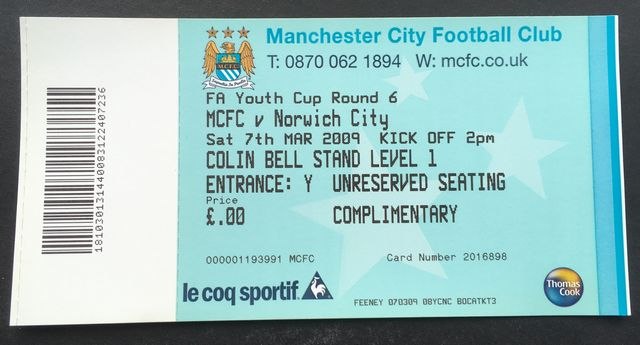 Manchester City Football Club
T: 0870 062 1894 W: mcfc.co.uk
M.C.F.C.
FA Youth Cup Round 6
MCFC v Norwich City
Sat 7th MAR 2009 KICK OFF 2pm
COLIN BELL STAND LEVEL 1
ENTRANCE: Y UNRESERVED SEATING
Price
£.00 COMPLIMENTARY
000001193991 MCFC Card Number 2016898
le coq sportif
Thomas
Cook
FEENEY 070309 0BYCNC BOCATKT3
181030131440083122407236